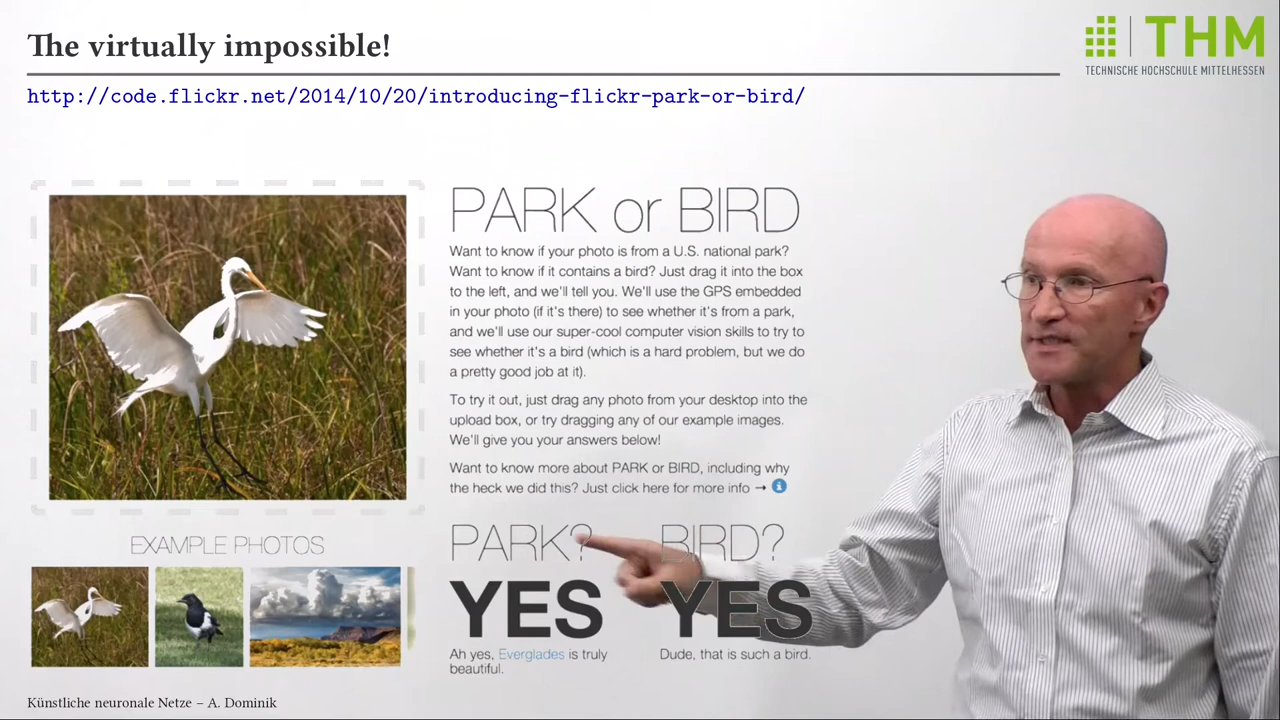 The virtually impossible!
THM
TECHNISCHE HOCHSCHULE MITTELHESSEN
http://code.flickr.net/2014/10/20/introducing-flickr-park-or-bird/
PARK or BIRD
Want to know if your photo is from a U.S. national park?
Want to know if it contains a bird? Just drag it into the box
to the left, and we'll tell you. We'll use the GPS embedded
in your photo (if it's there) to see whether it's from a park,
and we'll use our super-cool computer vision skills to try to
see whether it's a bird (which is a hard problem, but we do
a pretty good job at it).
To try it out, just drag any photo from your desktop into the
upload box, or try dragging any of our example images.
We'll give you your answers below!
Want to know more about PARK or BIRD, including why
the heck we did this? Just click here for more info → i
EXAMPLE PHOTOS
PARK?
YES
Ah yes, Everglades is truly
beautiful.
BIRD?
YES
Dude, that is such a bird.
Künstliche neuronale Netze – A. Dominik